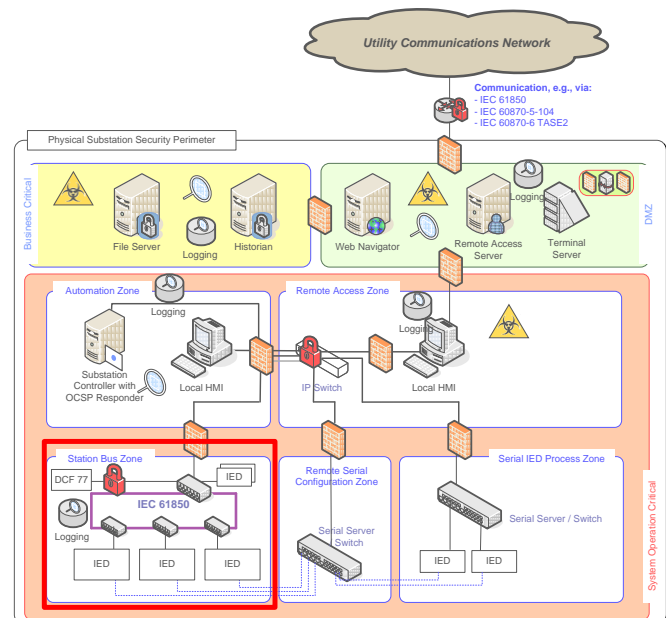 Utility Communications Network
Communication, e.g., via:
- IEC 61850
- IEC 60870-5-104
- IEC 60870-6 TASE2
Physical Substation Security Perimeter
Business Critical
File Server
Logging
Historian
Web Navigator
Remote Access
Server
Logging
Terminal
Server
DMZ
Automation Zone
Logging
Substation
Controller with
OCSP Responder
Local HMI
Remote Access Zone
Logging
IP Switch
Local HMI
Station Bus Zone
DCF 77
IED
IEC 61850
Logging
IED
IED
IED
Remote Serial
Configuration Zone
Serial Server
Switch
Serial IED Process Zone
Serial Server / Switch
IED
IED
System Operation Critical